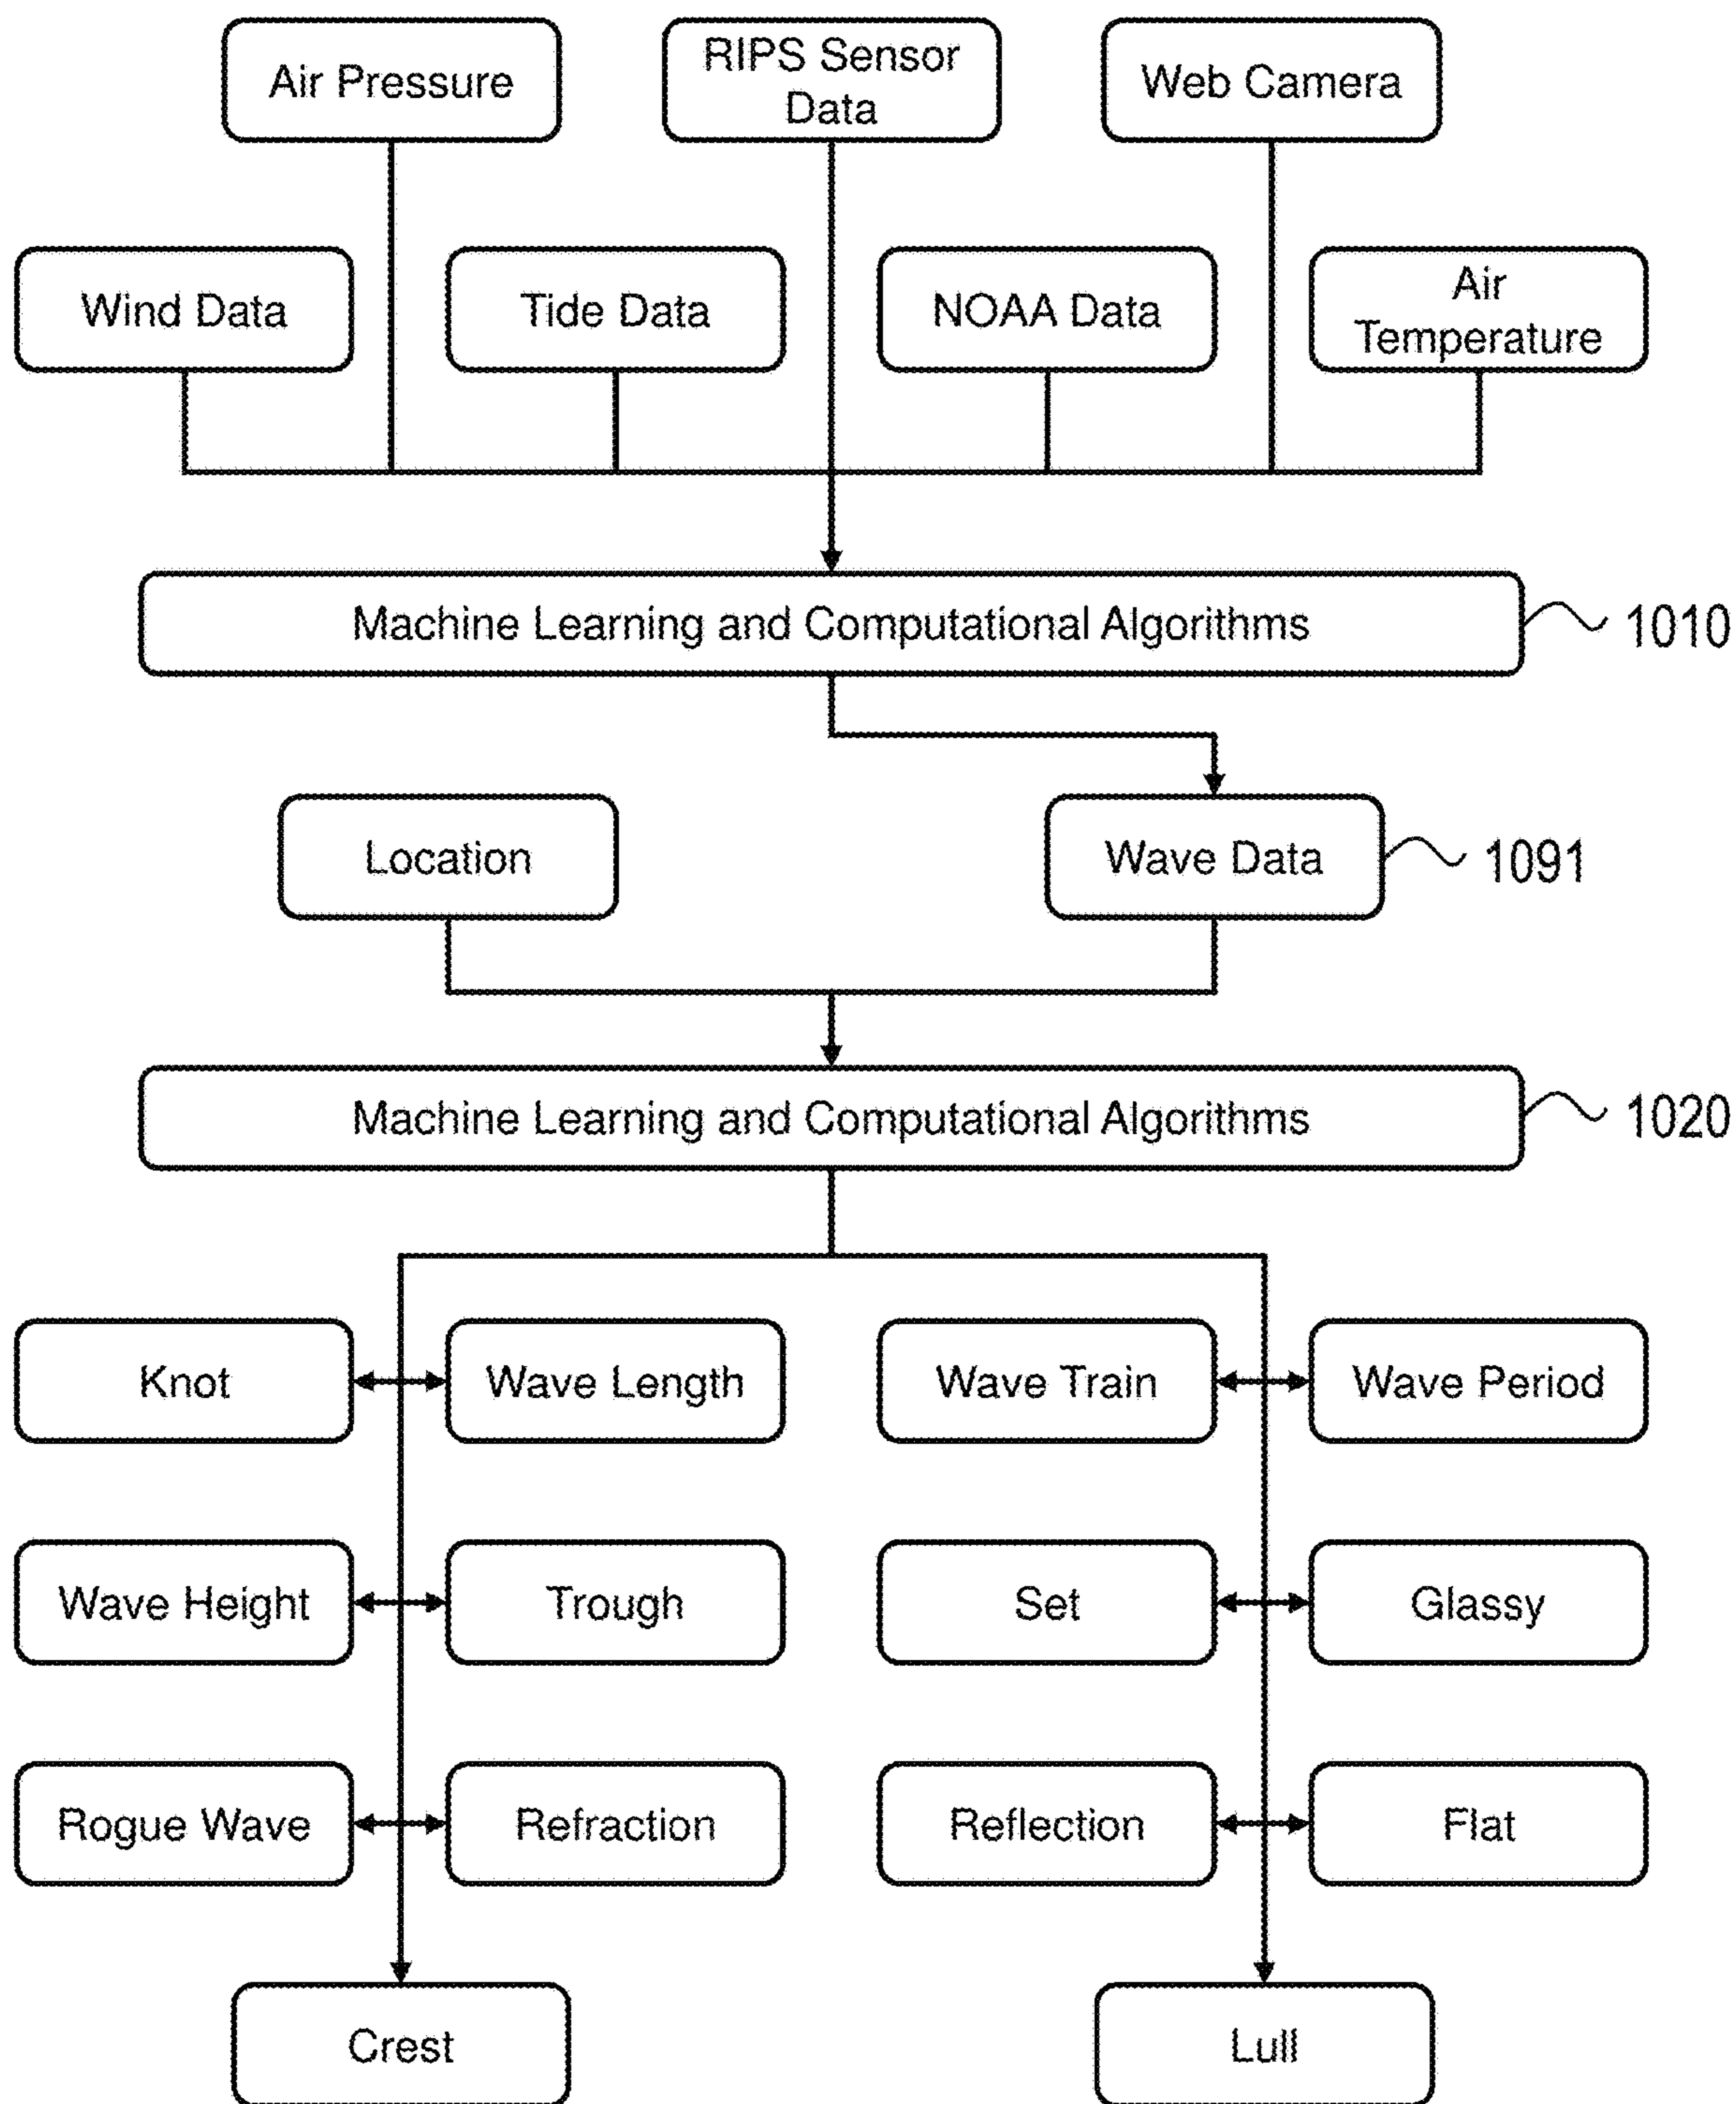 Air Pressure
RIPS Sensor
Data
Web Camera
Wind Data
Tide Data
NOAA Data
Air
Temperature
Machine Learning and Computational Algorithms
1010
Location
Wave Data
1091
Machine Learning and Computational Algorithms
1020
Knot
Wave Length
Wave Train
Wave Period
Wave Height
Trough
Set
Glassy
Rogue Wave
Refraction
Reflection
Flat
Crest
Lull